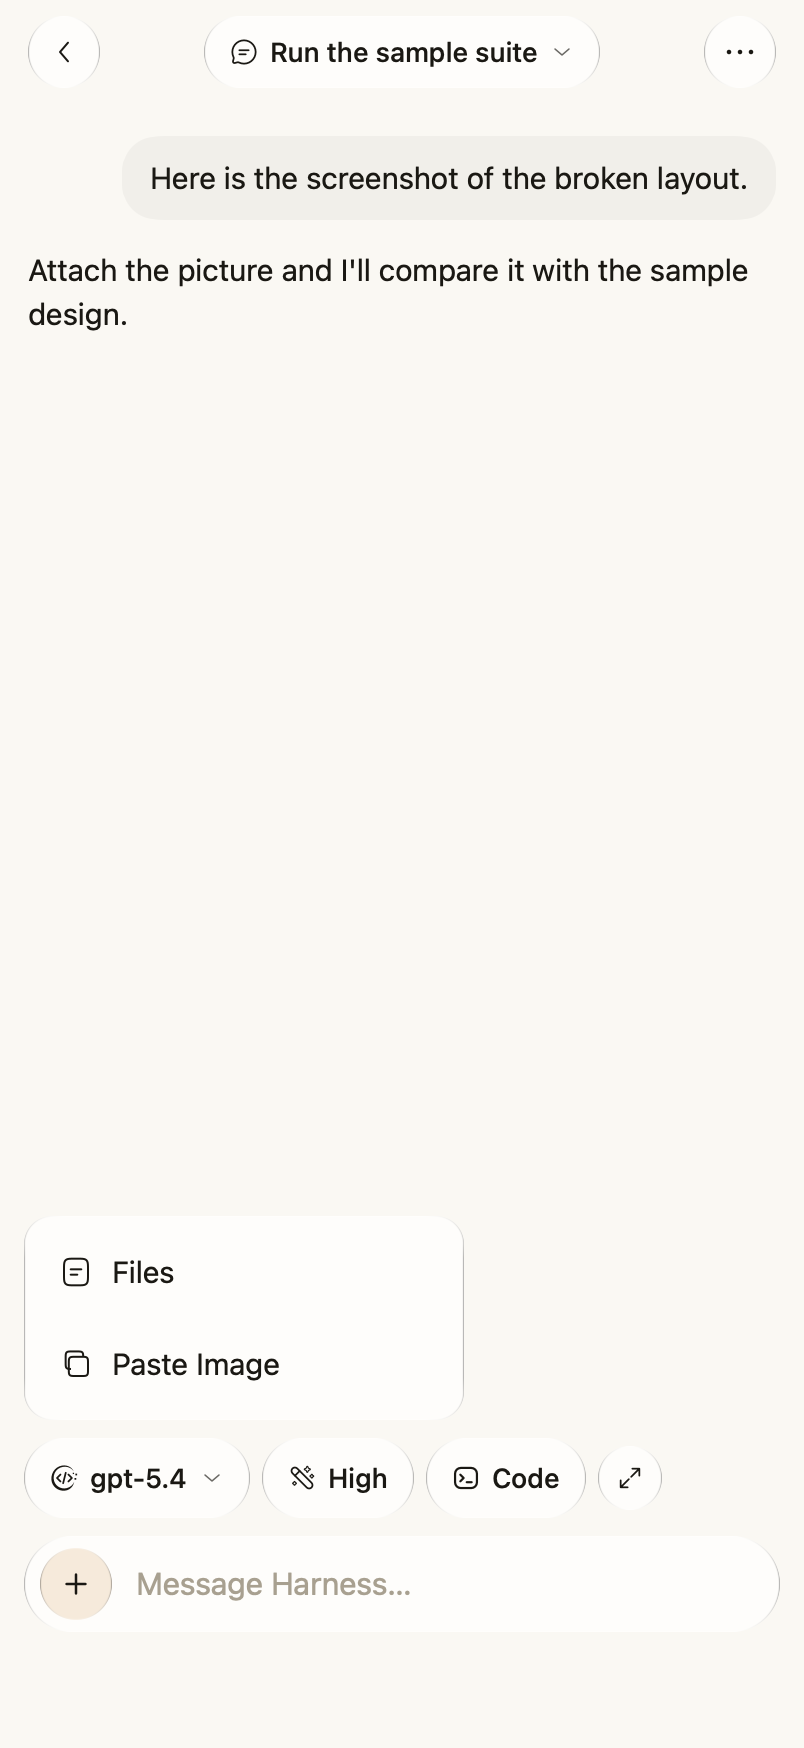 Run the sample suite
Here is the screenshot of the broken layout.
Attach the picture and I'll compare it with the sample
design.
Files
Paste Image
gpt-5.4
High
Code
Message Harness...